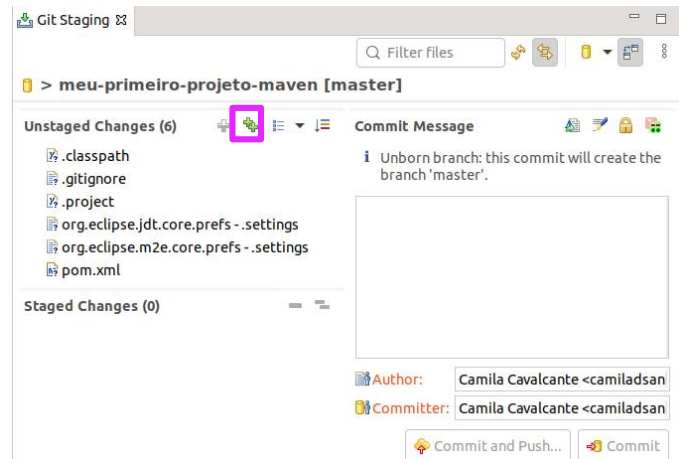 Git Staging
Filter files
> meu-primeiro-projeto-maven [master]
Unstaged Changes (6)
.classpath
.gitignore
.project
org.eclipse.jdt.core.prefs - .settings
org.eclipse.m2e.core.prefs - .settings
pom.xml
Staged Changes (0)
Commit Message
Unborn branch: this commit will create the
branch 'master'.
Author: Camila Cavalcante <camiladsan
Committer: Camila Cavalcante <camiladsan
Commit and Push... Commit